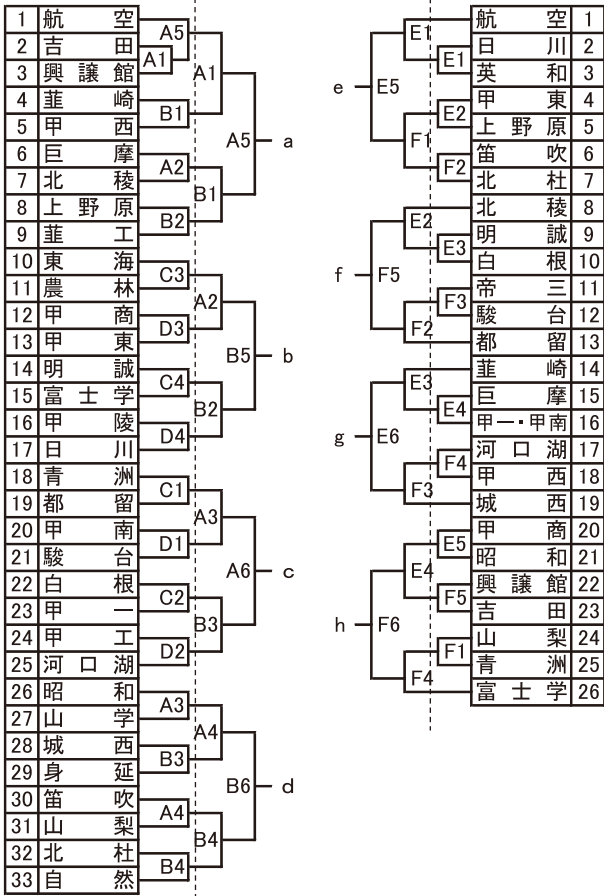 1 航空
2 吉田
3 興譲館
4 韮崎
5 甲西
6 巨摩
7 北稜
8 上野原
9 韮工
10 東海
11 農林
12 甲商
13 甲東
14 明誠
15 富士学
16 甲陵
17 日川
18 青洲
19 都留
20 甲南
21 駿台
22 白根
23 甲一
24 甲工
25 河口湖
26 昭和
27 山学
28 城西
29 身延
30 笛吹
31 山梨
32 北杜
33 自然
A5
A1
B1
A2
B2
C3
D3
C4
D4
C1
D1
C2
D2
A3
B3
A4
B4
A1
B1
A2
B2
A3
B3
A4
B4
A5 a
B5 b
A6 c
B6 d
e E5
f F5
g E6
h F6
E1
F1
E2
F2
E3
F3
E4
F4
E1
E2
F2
E3
F3
E4
F4
E5
F5
F1
航空 1
日川 2
英和 3
甲東 4
上野原 5
笛吹 6
北杜 7
北稜 8
明誠 9
白根 10
帝三 11
駿台 12
都留 13
韮崎 14
巨摩 15
甲一・甲南 16
河口湖 17
甲西 18
城西 19
甲商 20
昭和 21
興譲館 22
吉田 23
山梨 24
青洲 25
富士学 26